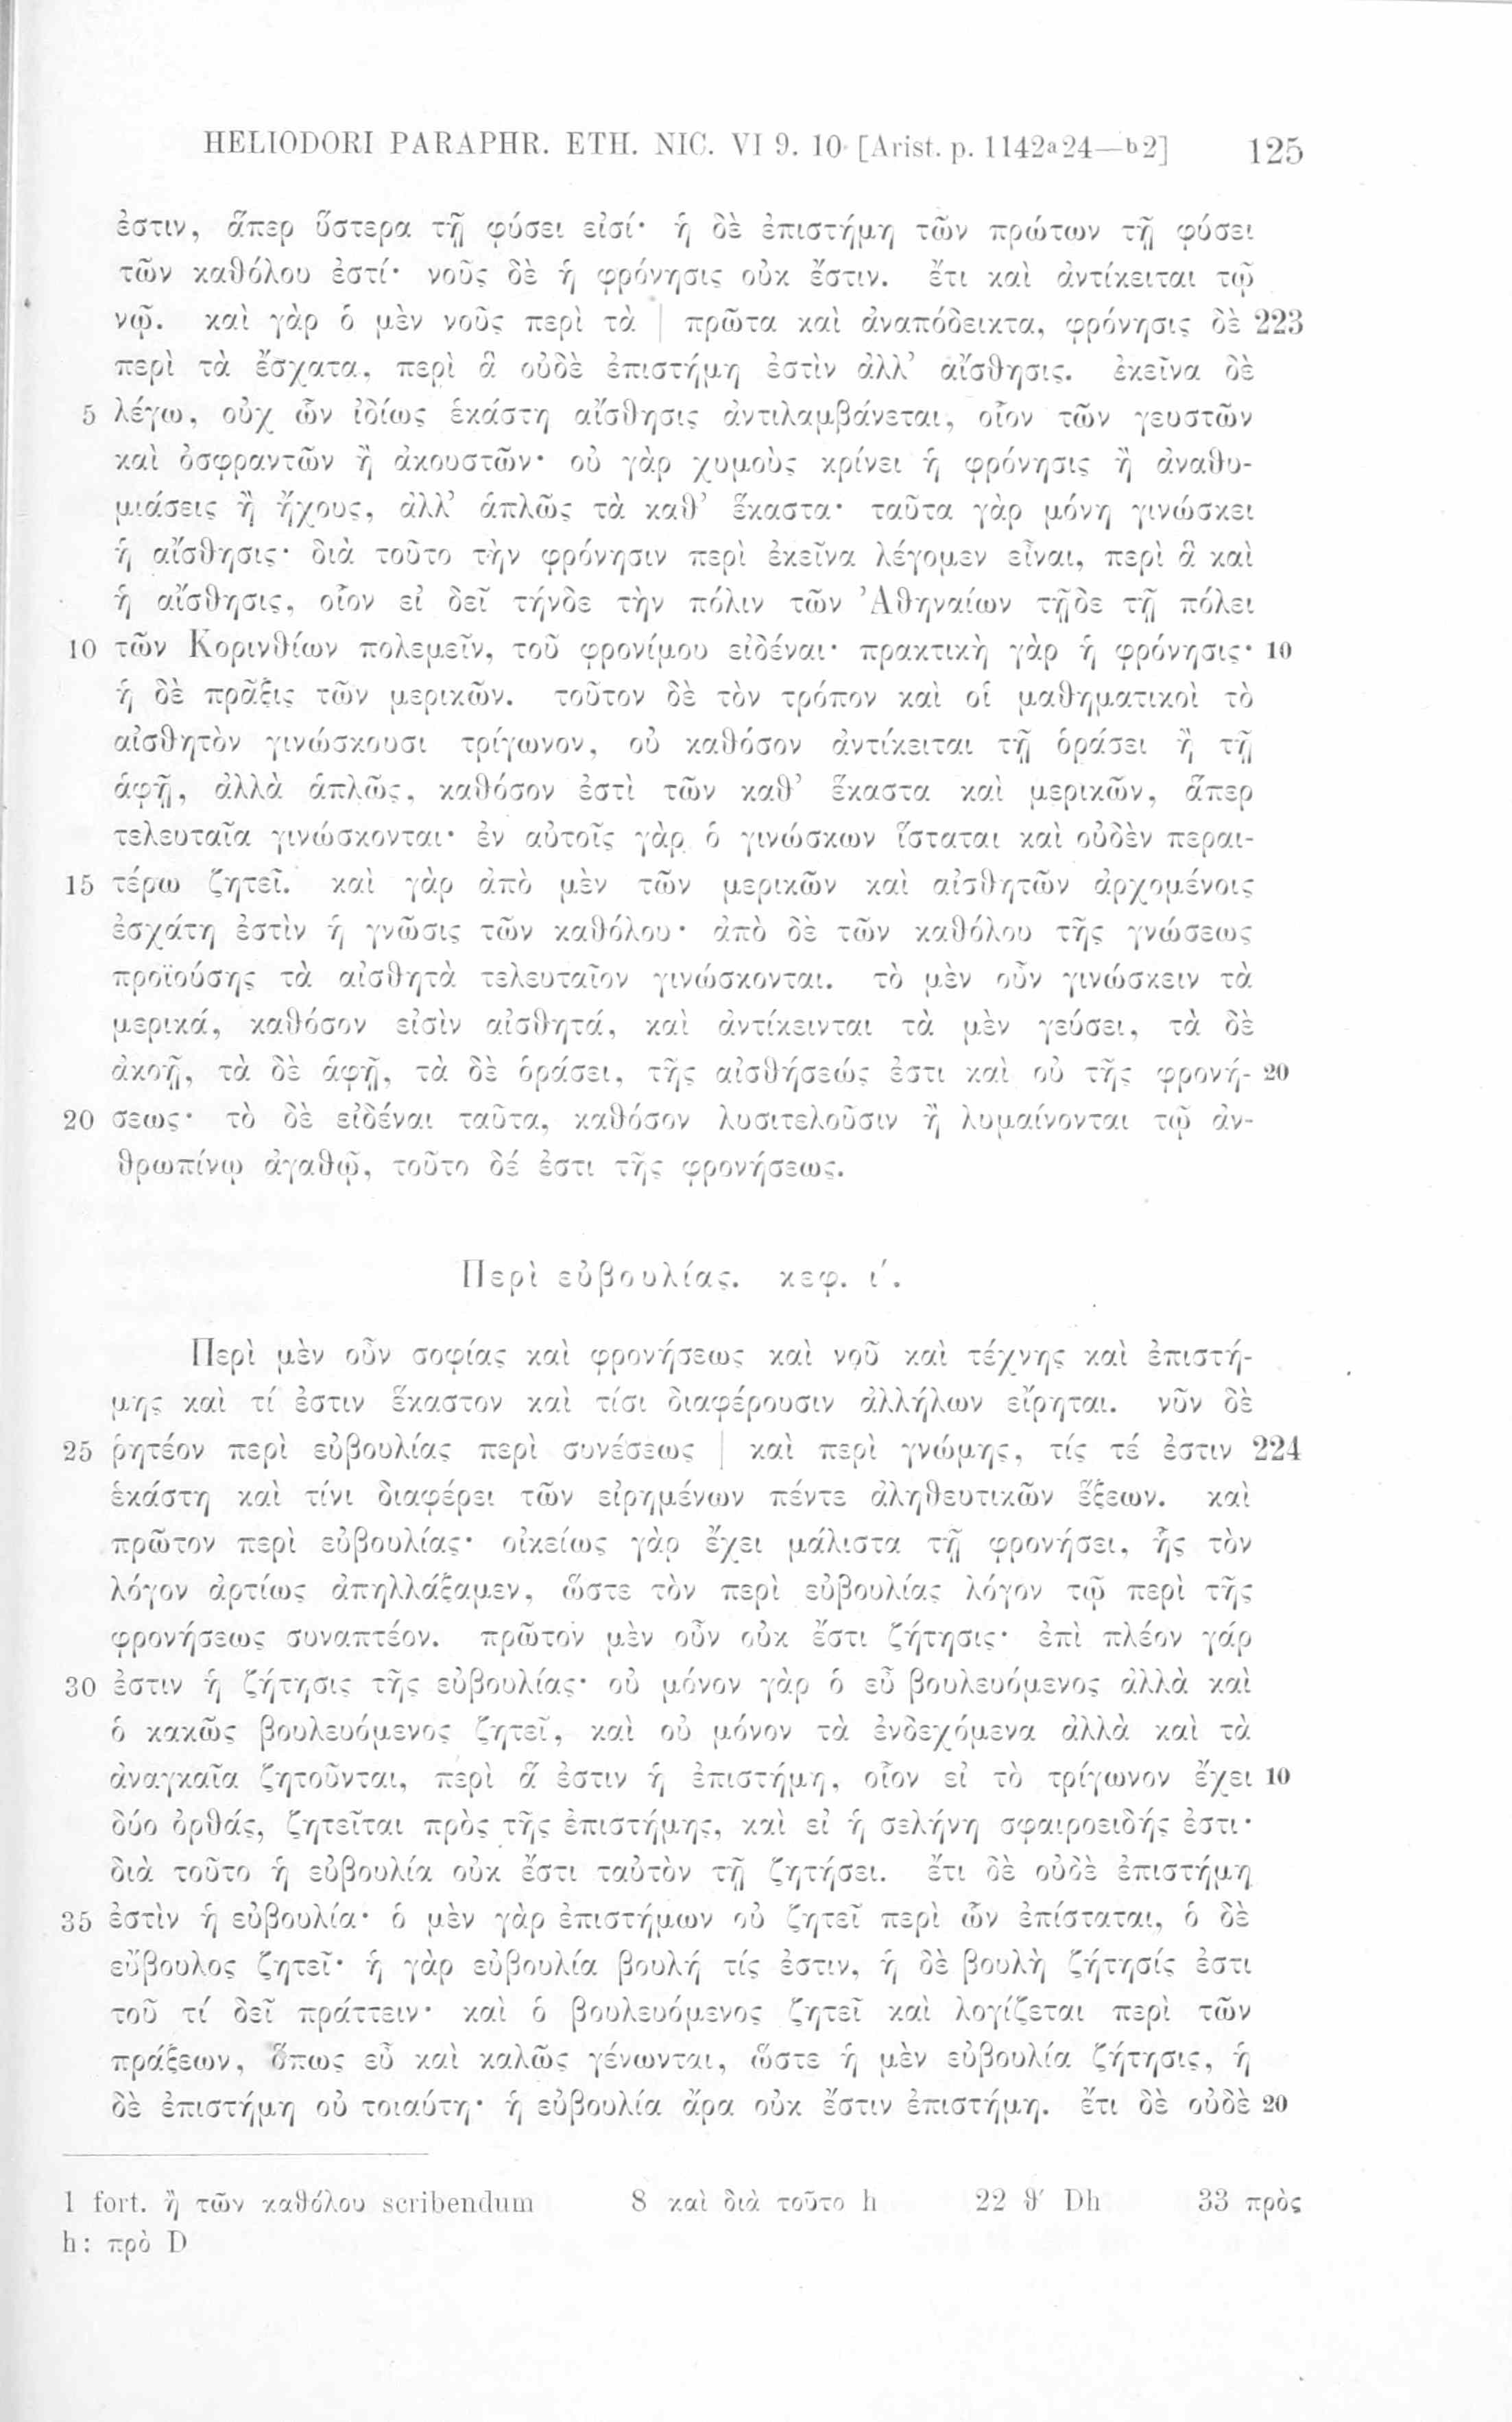 HELIODORI PARAPHR. ETH. NIC. VI 9. 10 [Arist. p. 1142a24—b2] 125
ἐστιν, ἅπερ ὕστερα τῇ φύσει εἰσί· ἡ δὲ ἐπιστήμη τῶν πρώτων τῇ φύσει
τῶν καθόλου ἐστί· νοῦς δὲ ἡ φρόνησις οὐκ ἔστιν. ἔτι καὶ ἀντίκειται τῷ
νῷ. καὶ γὰρ ὁ μὲν νοῦς περὶ τὰ | πρῶτα καὶ ἀναπόδεικτα, φρόνησις δὲ 223
περὶ τὰ ἔσχατα, περὶ ἃ οὐδὲ ἐπιστήμη ἐστὶν ἀλλ’ αἴσθησις. ἐκεῖνα δὲ
5 λέγω, οὐχ ὧν ἰδίως ἑκάστη αἴσθησις ἀντιλαμβάνεται, οἷον τῶν γευστῶν
καὶ ὀσφραντῶν ἢ ἀκουστῶν· οὐ γὰρ χυμοὺς κρίνει ἡ φρόνησις ἢ ἀναθυ-
μιάσεις ἢ ἤχους, ἀλλ’ ἁπλῶς τὰ καθ’ ἕκαστα· ταῦτα γὰρ μόνη γινώσκει
ἡ αἴσθησις· διὰ τοῦτο τὴν φρόνησιν περὶ ἐκεῖνα λέγομεν εἶναι, περὶ ἃ καὶ
ἡ αἴσθησις, οἷον εἰ δεῖ τήνδε τὴν πόλιν τῶν Ἀθηναίων τῇδε τῇ πόλει
10 τῶν Κορινθίων πολεμεῖν, τοῦ φρονίμου εἰδέναι· πρακτικὴ γὰρ ἡ φρόνησις· 10
ἡ δὲ πρᾶξις τῶν μερικῶν. τοῦτον δὲ τὸν τρόπον καὶ οἱ μαθηματικοὶ τὸ
αἰσθητὸν γινώσκουσι τρίγωνον, οὐ καθόσον ἀντίκειται τῇ ὁράσει ἢ τῇ
ἁφῇ, ἀλλὰ ἁπλῶς, καθόσον ἐστὶ τῶν καθ’ ἕκαστα καὶ μερικῶν, ἅπερ
τελευταῖα γινώσκονται· ἐν αὐτοῖς γὰρ ὁ γινώσκων ἵσταται καὶ οὐδὲν περαι-
15 τέρω ζητεῖ. καὶ γὰρ ἀπὸ μὲν τῶν μερικῶν καὶ αἰσθητῶν ἀρχομένοις
ἐσχάτη ἐστὶν ἡ γνῶσις τῶν καθόλου· ἀπὸ δὲ τῶν καθόλου τῆς γνώσεως
προϊούσης τὰ αἰσθητὰ τελευταῖον γινώσκονται. τὸ μὲν οὖν γινώσκειν τὰ
μερικά, καθόσον εἰσὶν αἰσθητά, καὶ ἀντίκεινται τὰ μὲν γεύσει, τὰ δὲ
ἀκοῇ, τὰ δὲ ἁφῇ, τὰ δὲ ὁράσει, τῆς αἰσθήσεώς ἐστι καὶ οὐ τῆς φρονή- 20
20 σεως· τὸ δὲ εἰδέναι ταῦτα, καθόσον λυσιτελοῦσιν ἢ λυμαίνονται τῷ ἀν-
θρωπίνῳ ἀγαθῷ, τοῦτο δέ ἐστι τῆς φρονήσεως.
Περὶ εὐβουλίας. κεφ. ι΄.
Περὶ μὲν οὖν σοφίας καὶ φρονήσεως καὶ νοῦ καὶ τέχνης καὶ ἐπιστή-
μης καὶ τί ἐστιν ἕκαστον καὶ τίσι διαφέρουσιν ἀλλήλων εἴρηται. νῦν δὲ
25 ῥητέον περὶ εὐβουλίας περὶ συνέσεως | καὶ περὶ γνώμης, τίς τέ ἐστιν 224
ἑκάστη καὶ τίνι διαφέρει τῶν εἰρημένων πέντε ἀληθευτικῶν ἕξεων. καὶ
πρῶτον περὶ εὐβουλίας· οἰκείως γὰρ ἔχει μάλιστα τῇ φρονήσει, ἧς τὸν
λόγον ἀρτίως ἀπηλλάξαμεν, ὥστε τὸν περὶ εὐβουλίας λόγον τῷ περὶ τῆς
φρονήσεως συναπτέον. πρῶτον μὲν οὖν οὐκ ἔστι ζήτησις· ἐπὶ πλέον γάρ
30 ἐστιν ἡ ζήτησις τῆς εὐβουλίας· οὐ μόνον γὰρ ὁ εὖ βουλευόμενος ἀλλὰ καὶ
ὁ κακῶς βουλευόμενος ζητεῖ, καὶ οὐ μόνον τὰ ἐνδεχόμενα ἀλλὰ καὶ τὰ
ἀναγκαῖα ζητοῦνται, περὶ ἅ ἐστιν ἡ ἐπιστήμη, οἷον εἰ τὸ τρίγωνον ἔχει 10
δύο ὀρθάς, ζητεῖται πρὸς τῆς ἐπιστήμης, καὶ εἰ ἡ σελήνη σφαιροειδής ἐστι·
διὰ τοῦτο ἡ εὐβουλία οὐκ ἔστι ταὐτὸν τῇ ζητήσει. ἔτι δὲ οὐδὲ ἐπιστήμη
35 ἐστὶν ἡ εὐβουλία· ὁ μὲν γὰρ ἐπιστήμων οὐ ζητεῖ περὶ ὧν ἐπίσταται, ὁ δὲ
εὔβουλος ζητεῖ· ἡ γὰρ εὐβουλία βουλή τίς ἐστιν, ἡ δὲ βουλὴ ζήτησίς ἐστι
τοῦ τί δεῖ πράττειν· καὶ ὁ βουλευόμενος ζητεῖ καὶ λογίζεται περὶ τῶν
πράξεων, ὅπως εὖ καὶ καλῶς γένωνται, ὥστε ἡ μὲν εὐβουλία ζήτησις, ἡ
δὲ ἐπιστήμη οὐ τοιαύτη· ἡ εὐβουλία ἄρα οὐκ ἔστιν ἐπιστήμη. ἔτι δὲ οὐδὲ 20
1 fort. ἢ τῶν καθόλου scribendum 8 καὶ διὰ τοῦτο h 22 θ΄ Dh 33 πρὸς
h: πρὸ D